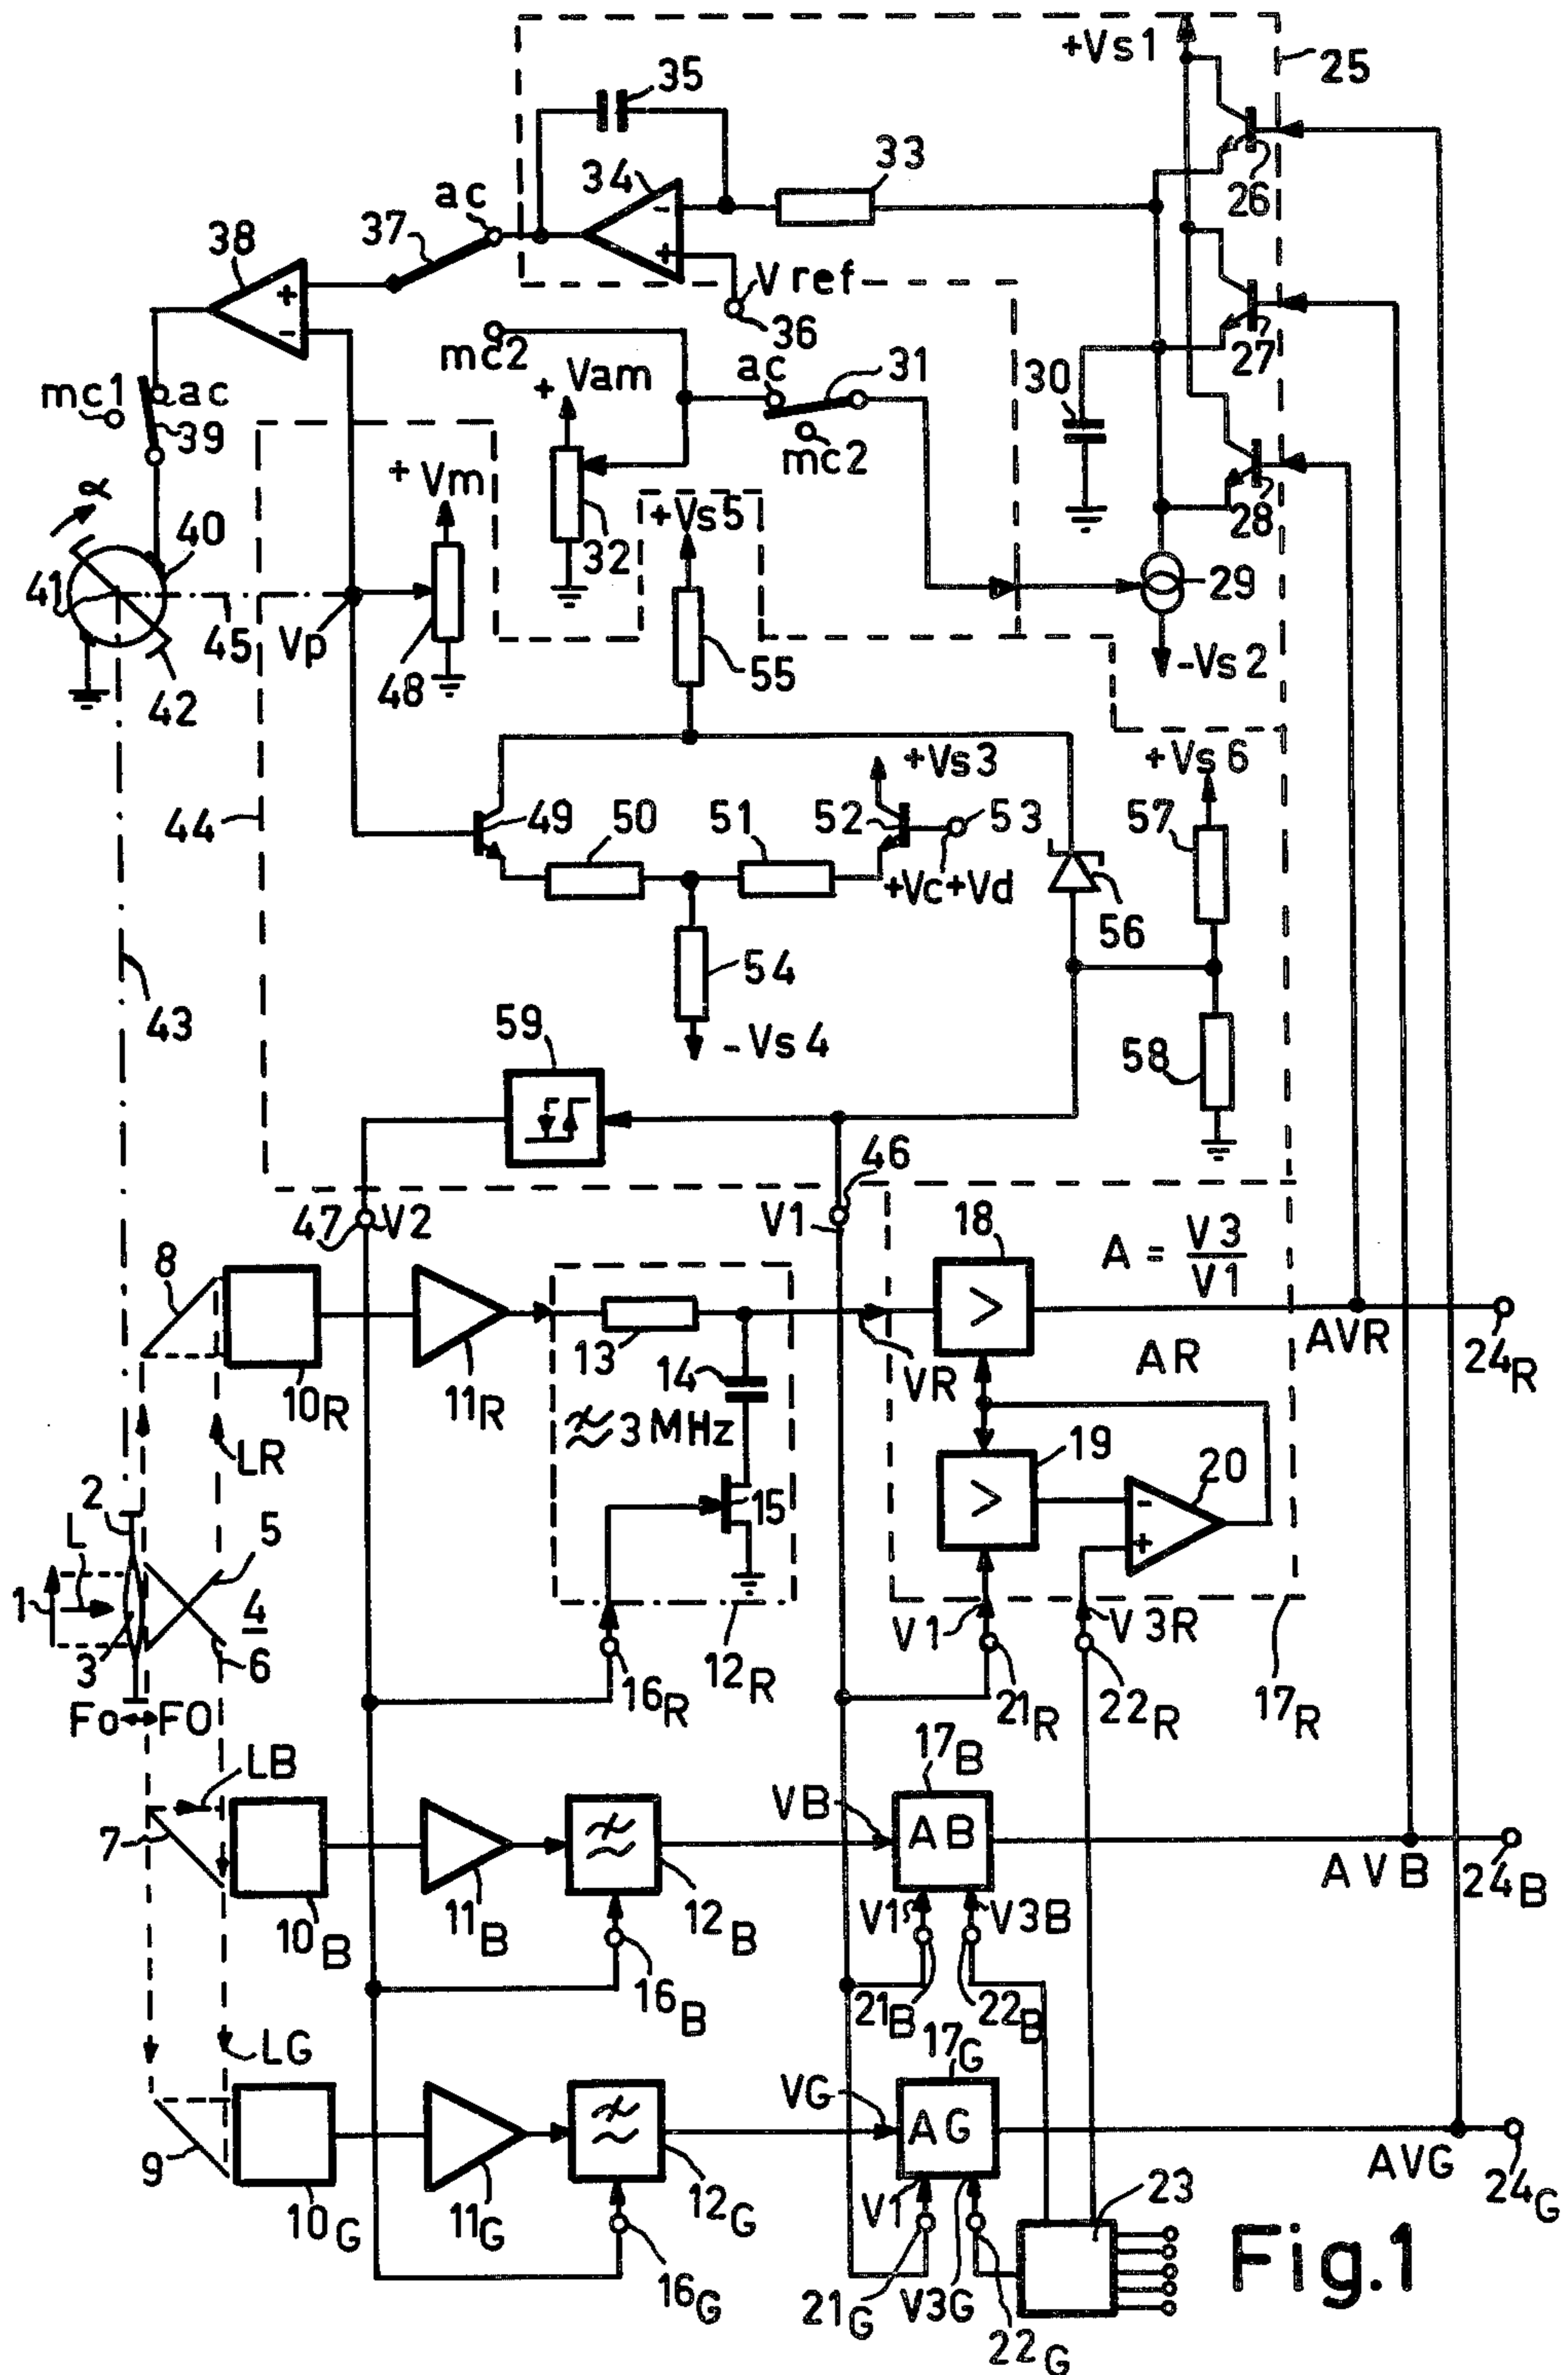 +Vs1
25
35
33
34
26
ac
37
38
+
-
-
+
V ref
36
27
mc2
ac
31
30
mc1
ac
39
+ Vam
mc2
28
α
+ Vm
+Vs5
40
32
29
41
45
Vp
48
55
-Vs2
42
+Vs3
+Vs6
44
49
50
51
52
53
57
+Vc+Vd
56
54
43
59
-Vs4
58
46
47
V2
V1
18
A = V3
V1
8
>
13
14
VR
AR
AVR
24R
10R
11R
≈ 3 MHz
LR
19
20
2
L
5
>
-
+
15
1
4
3
6
V1
V3R
12R
16R
21R
22R
17R
Fo
FO
LB
17B
VB
AB
7
AVB
24B
10B
11B
12B
V1
V3B
16B
21B
22B
LG
17G
VG
AG
9
AVG
24G
10G
11G
12G
V1
23
16G
21G
V3G
22G
Fig.1